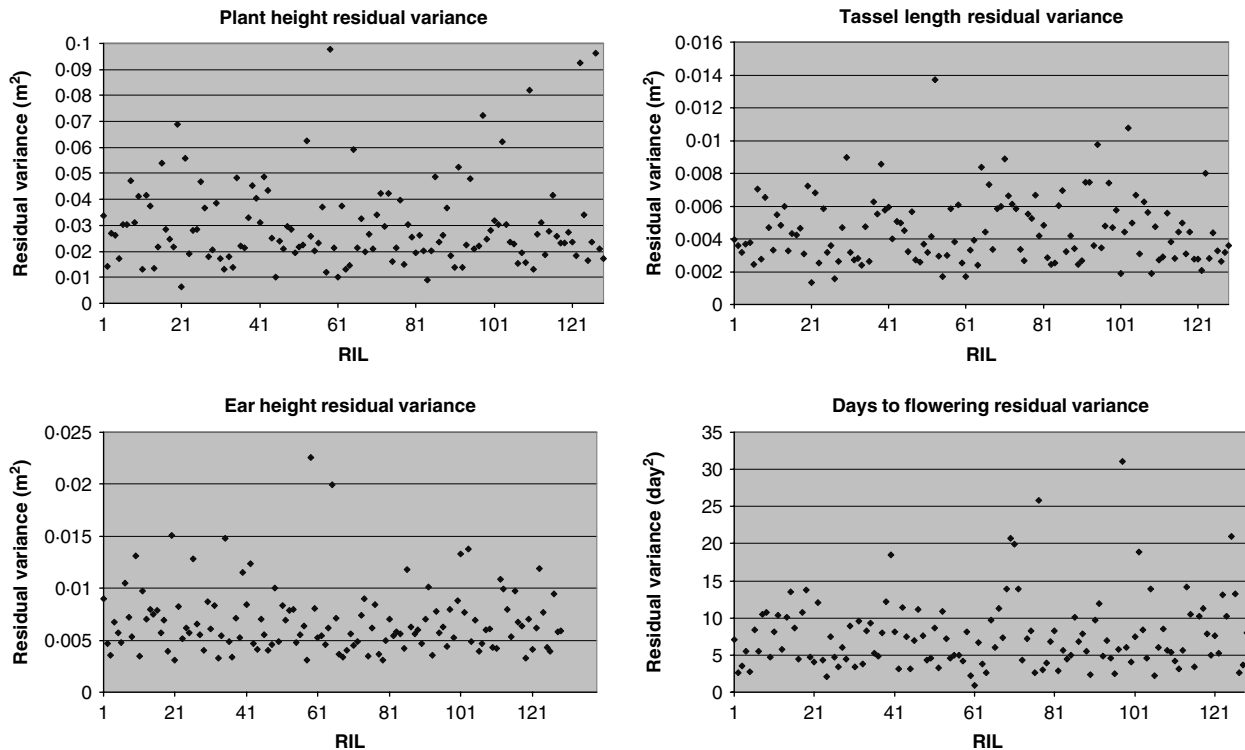 Plant height residual variance
Residual variance (m²)
0·1
0·09
0·08
0·07
0·06
0·05
0·04
0·03
0·02
0·01
0
1 21 41 61 81 101 121
RIL
Tassel length residual variance
Residual variance (m²)
0·016
0·014
0·012
0·01
0·008
0·006
0·004
0·002
0
1 21 41 61 81 101 121
RIL
Ear height residual variance
Residual variance (m²)
0·025
0·02
0·015
0·01
0·005
0
1 21 41 61 81 101 121
RIL
Days to flowering residual variance
Residual variance (day²)
35
30
25
20
15
10
5
0
1 21 41 61 81 101 121
RIL